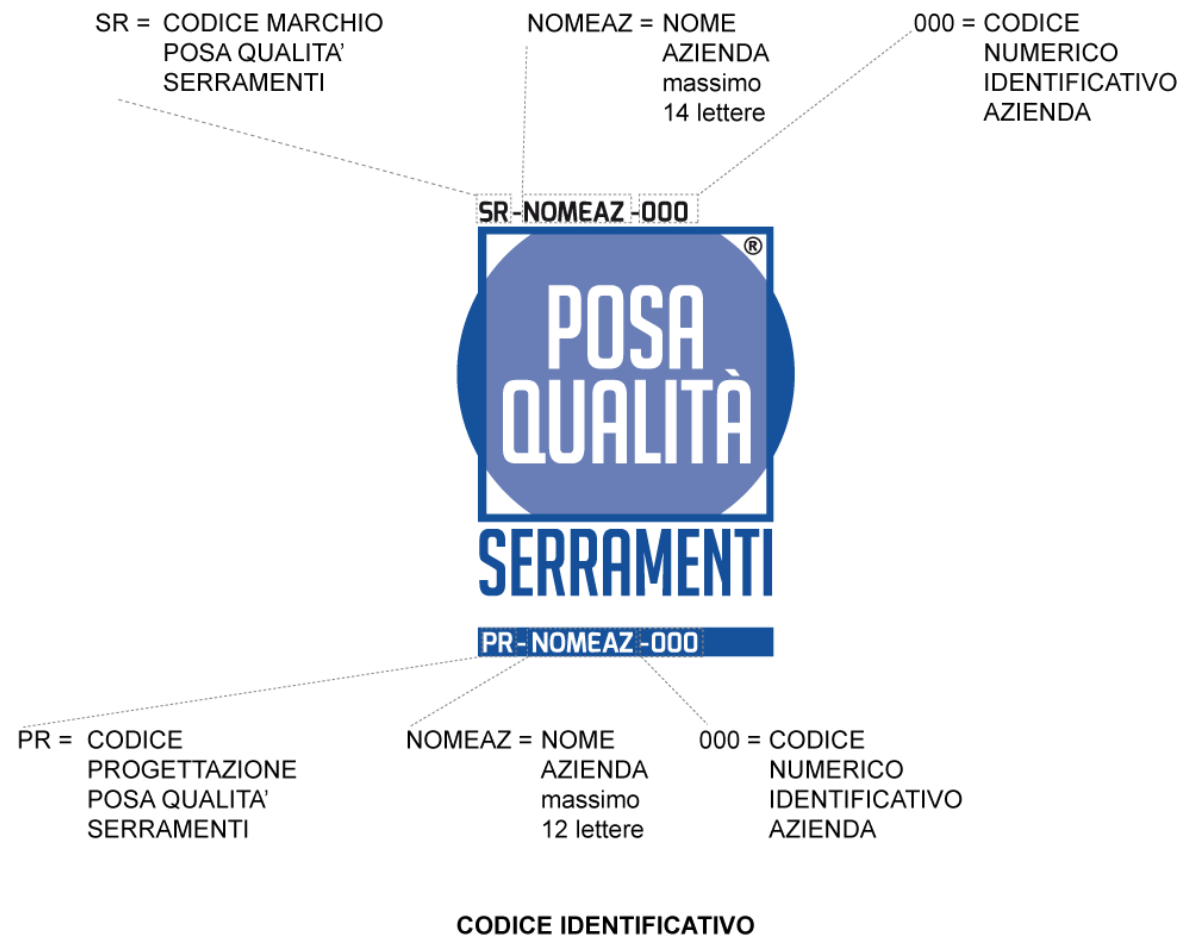 SR = CODICE MARCHIO
POSA QUALITA’
SERRAMENTI
NOMEAZ = NOME
AZIENDA
massimo
14 lettere
000 = CODICE
NUMERICO
IDENTIFICATIVO
AZIENDA
SR-NOMEAZ-000
®
POSA
QUALITÀ
SERRAMENTI
PR-NOMEAZ-000
PR = CODICE
PROGETTAZIONE
POSA QUALITA’
SERRAMENTI
NOMEAZ = NOME
AZIENDA
massimo
12 lettere
000 = CODICE
NUMERICO
IDENTIFICATIVO
AZIENDA
CODICE IDENTIFICATIVO